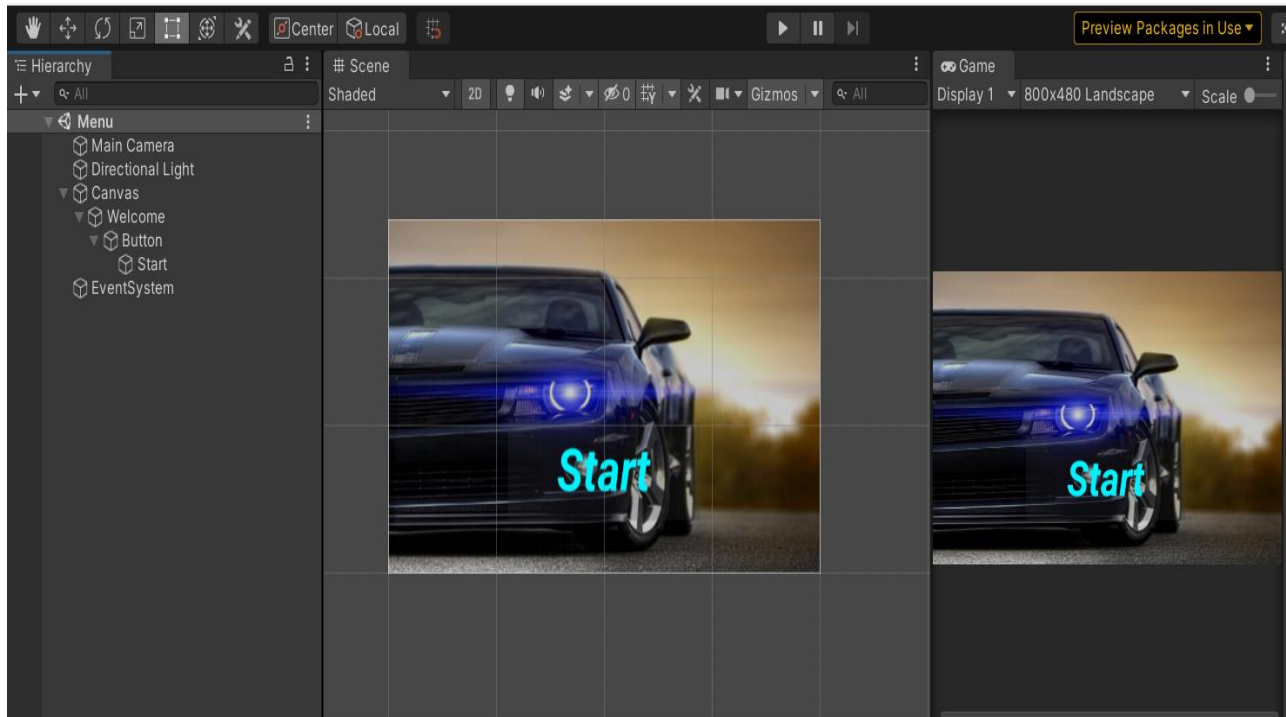 Center Local
Preview Packages in Use
Hierarchy
All
Menu
Main Camera
Directional Light
Canvas
Welcome
Button
Start
EventSystem
# Scene
Shaded 2D 0 Gizmos All
Start
Game
Display 1 800x480 Landscape Scale
Start